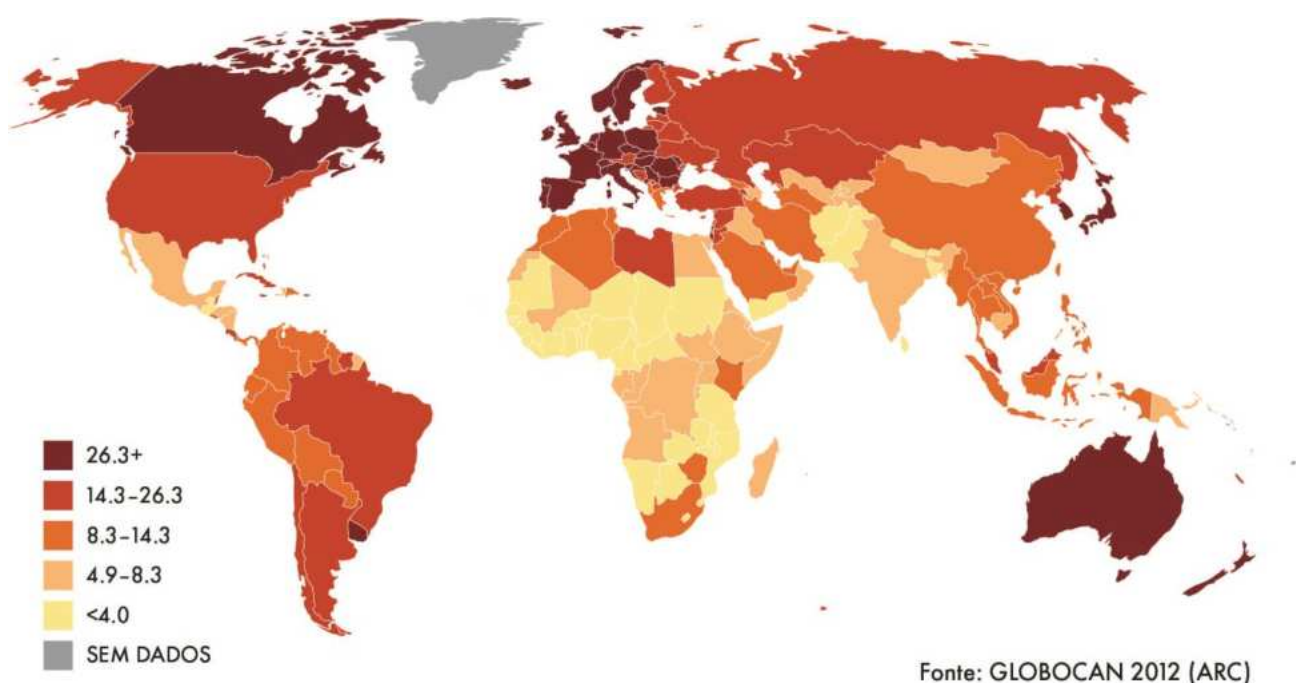 26.3+
14.3-26.3
8.3-14.3
4.9-8.3
<4.0
SEM DADOS
Fonte: GLOBOCAN 2012 (ARC)